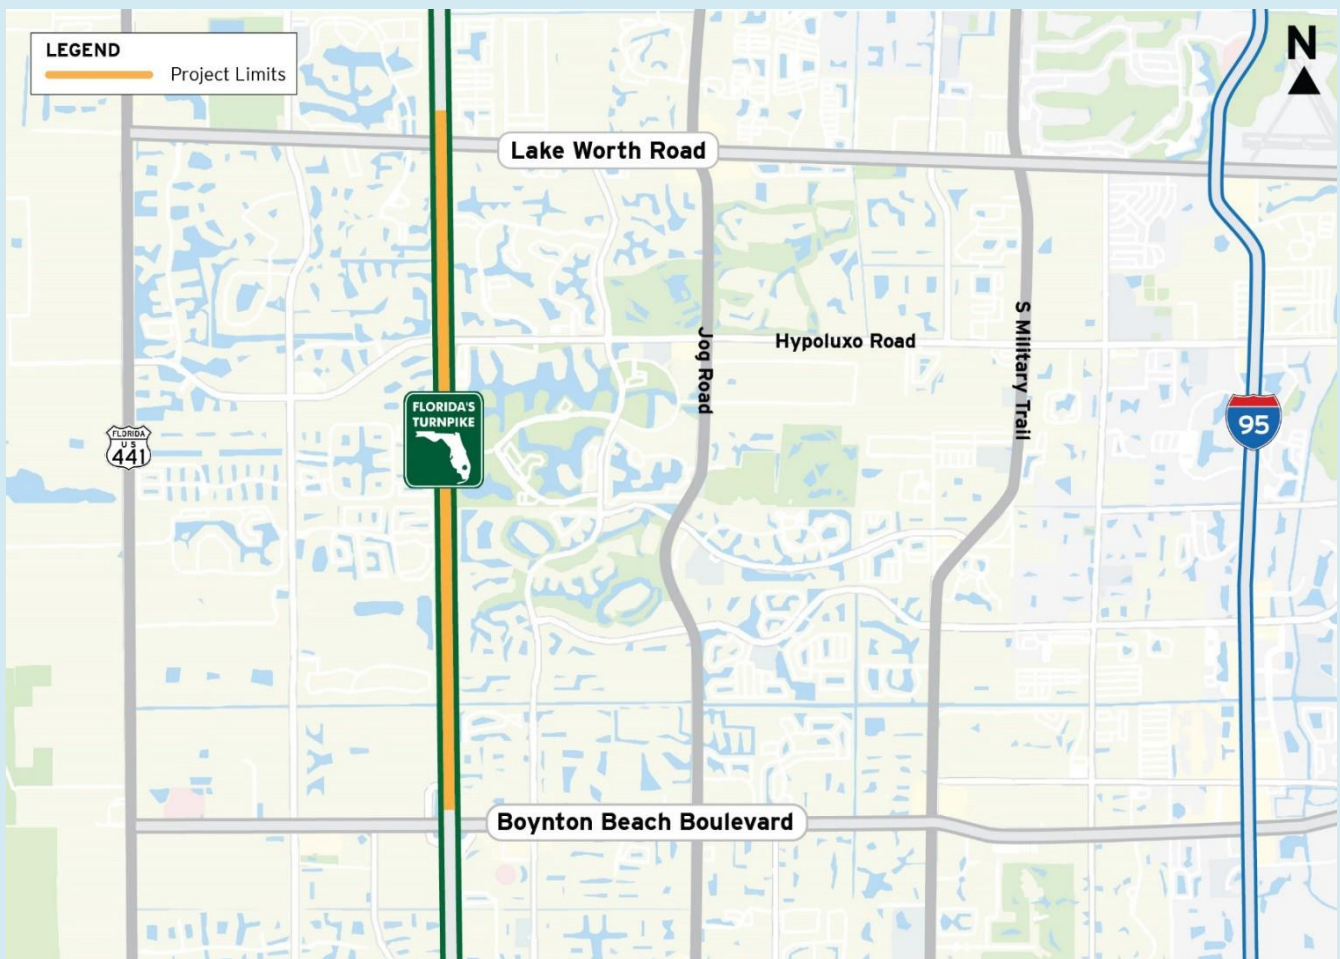 LEGEND
Project Limits
N
Lake Worth Road
Hypoluxo Road
Jog Road
S Military Trail
FLORIDA'S
TURNPIKE
FLORIDA
US
441
95
Boynton Beach Boulevard